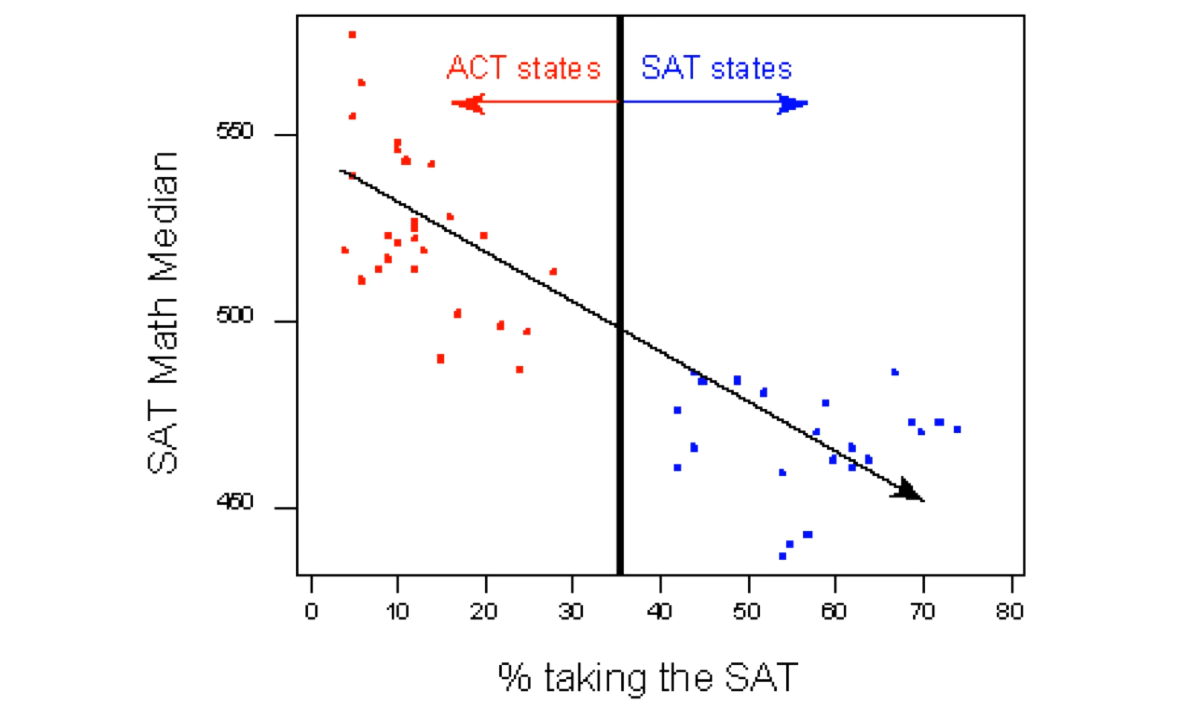 ACT states SAT states
550
500
450
SAT Math Median
0 10 20 30 40 50 60 70 80
% taking the SAT